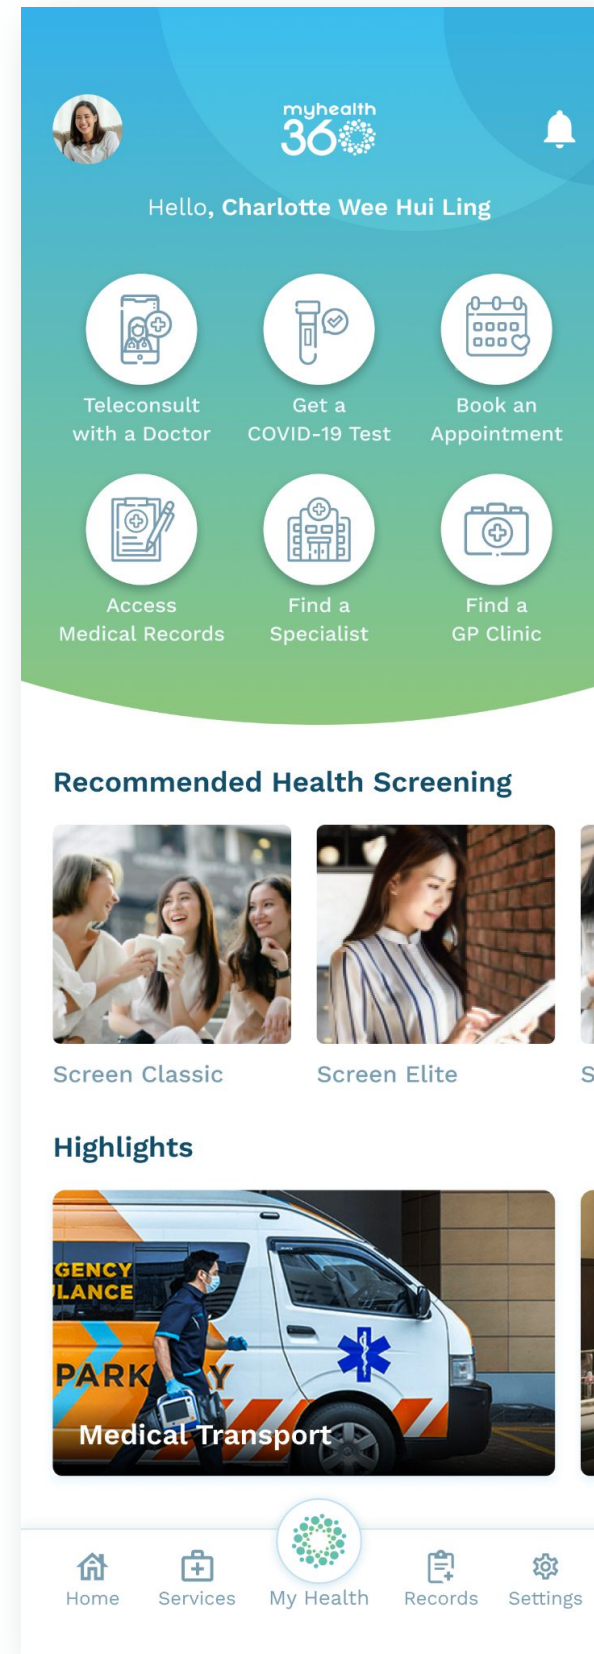 myhealth
360
Hello, Charlotte Wee Hui Ling
Teleconsult
with a Doctor
Get a
COVID-19 Test
Book an
Appointment
Access
Medical Records
Find a
Specialist
Find a
GP Clinic
Recommended Health Screening
Screen Classic
Screen Elite
S
Highlights
GENCY
LANCE
PARK Y
Medical Transport
Home
Services
My Health
Records
Settings